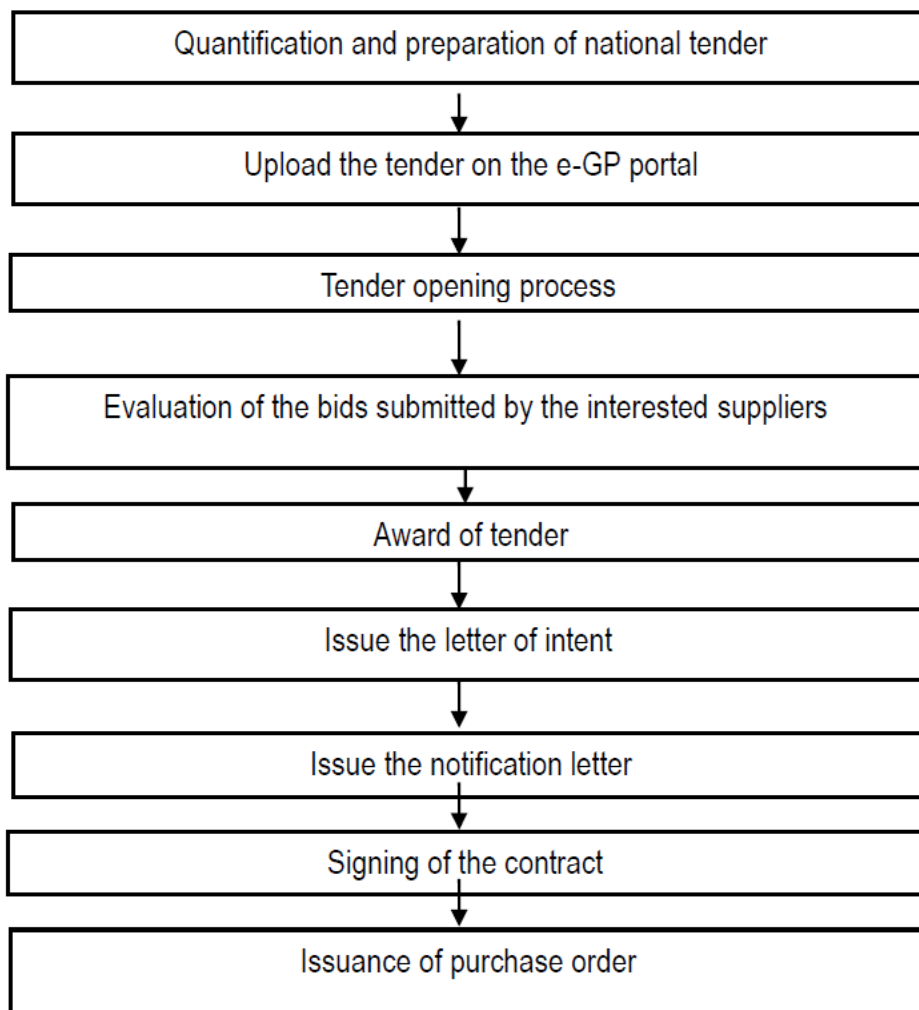 Quantification and preparation of national tender
Upload the tender on the e-GP portal
Tender opening process
Evaluation of the bids submitted by the interested suppliers
Award of tender
Issue the letter of intent
Issue the notification letter
Signing of the contract
Issuance of purchase order